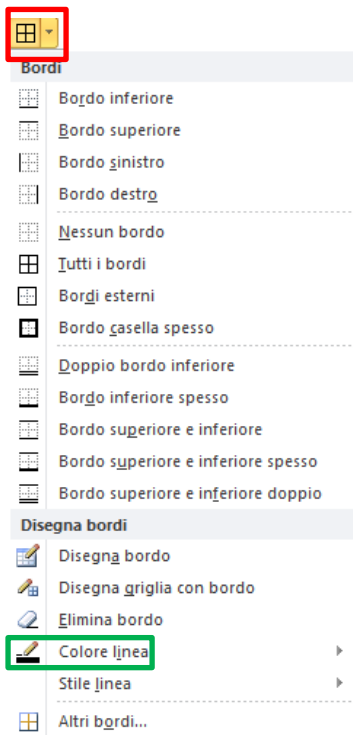 Bordi
Bordo inferiore
Bordo superiore
Bordo sinistro
Bordo destro
Nessun bordo
Tutti i bordi
Bordi esterni
Bordo casella spesso
Doppio bordo inferiore
Bordo inferiore spesso
Bordo superiore e inferiore
Bordo superiore e inferiore spesso
Bordo superiore e inferiore doppio
Disegna bordi
Disegna bordo
Disegna griglia con bordo
Elimina bordo
Colore linea
Stile linea
Altri bordi...